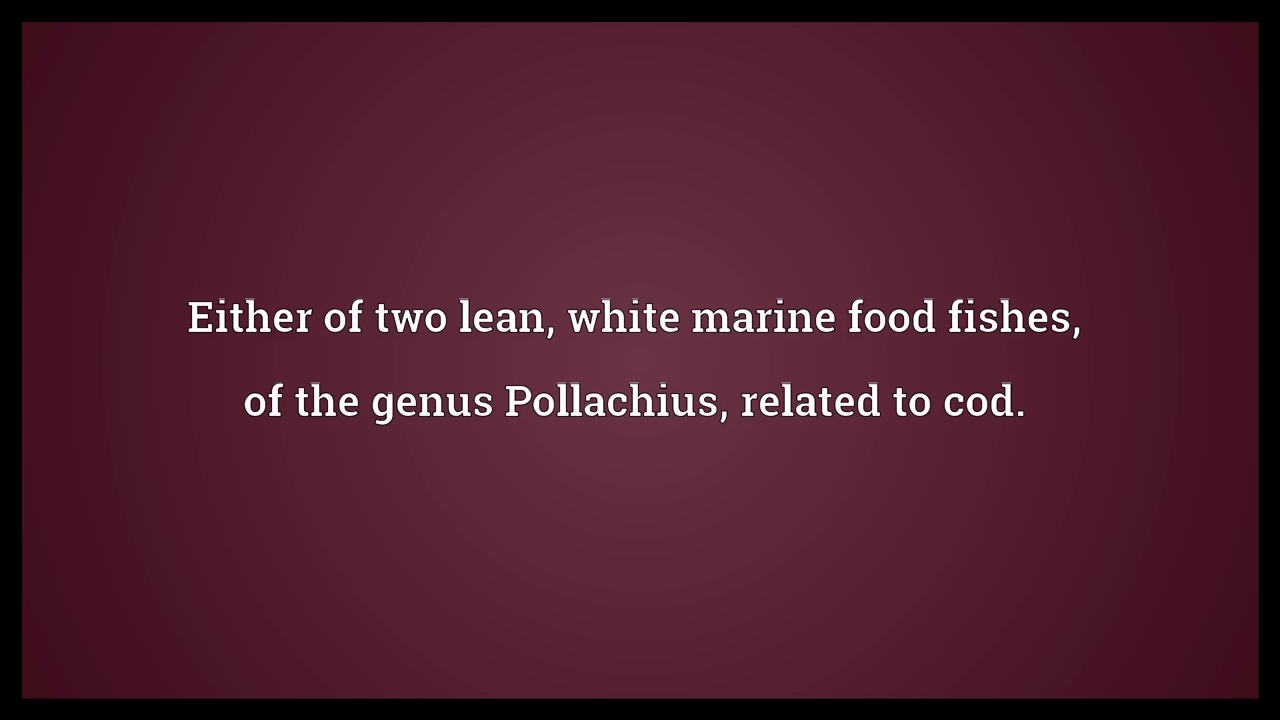 Either of two lean, white marine food fishes,
of the genus Pollachius, related to cod.